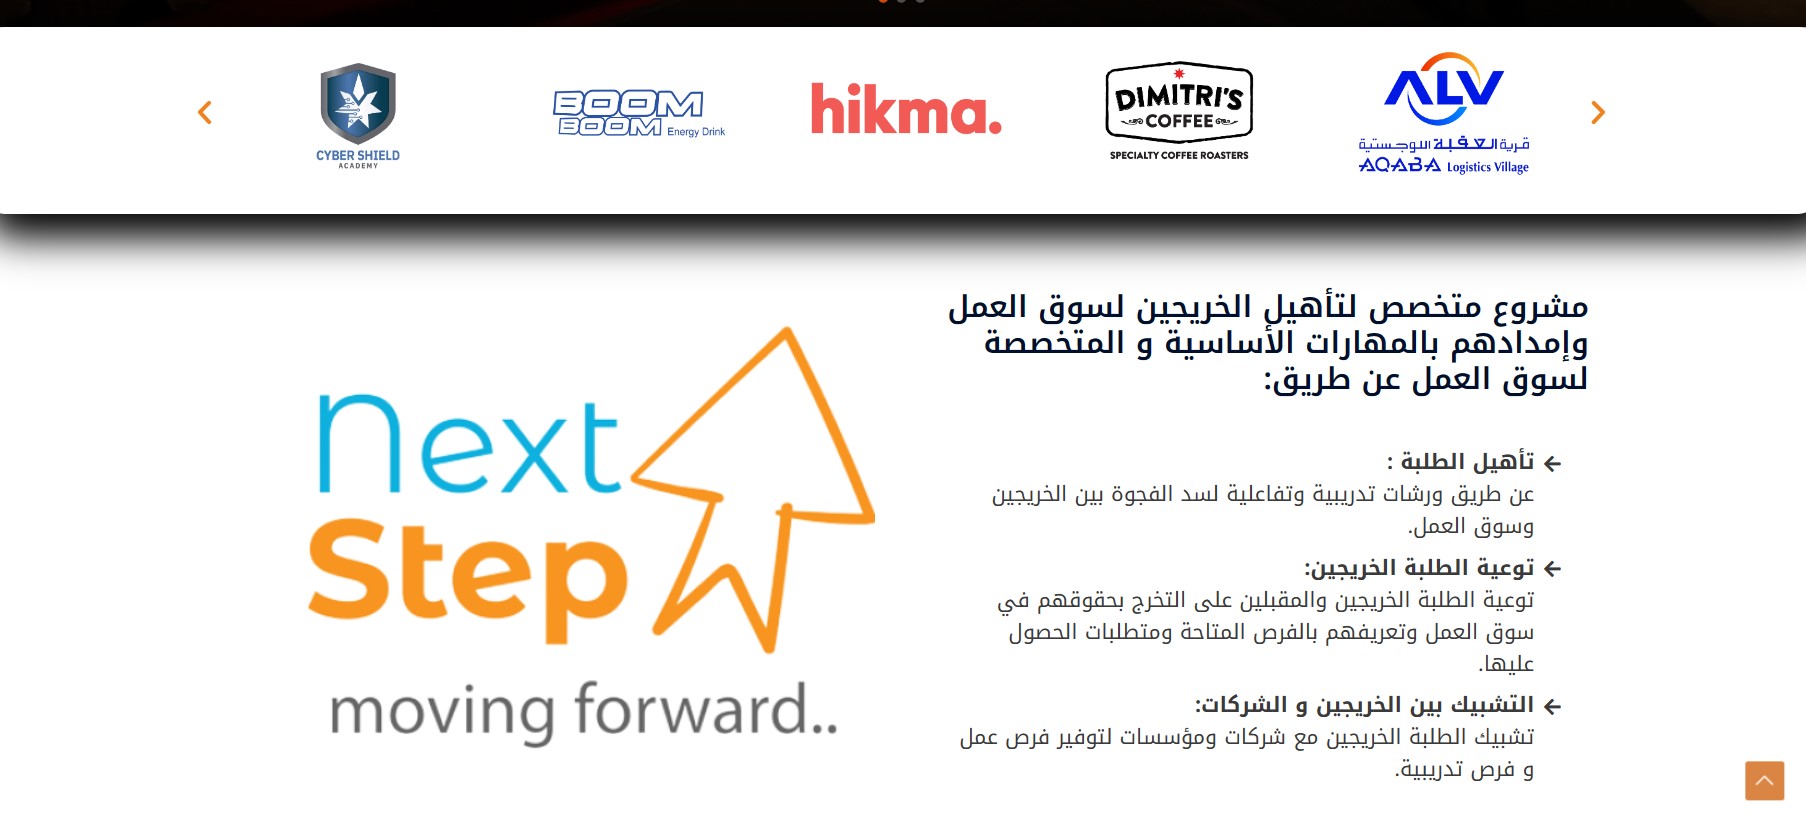 CYBER SHIELD
ACADEMY
BOOM
BOOM Energy Drink
hikma.
DIMITRI'S
COFFEE
SPECIALTY COFFEE ROASTERS
ALV
قرية العقبة اللوجستية
AQABA Logistics Village
مشروع متخصص لتأهيل الخريجين لسوق العمل
وإمدادهم بالمهارات الأساسية و المتخصصة
لسوق العمل عن طريق:
تأهيل الطلبة :
عن طريق ورشات تدريبية وتفاعلية لسد الفجوة بين الخريجين
وسوق العمل.
توعية الطلبة الخريجين:
توعية الطلبة الخريجين والمقبلين على التخرج بحقوقهم في
سوق العمل وتعريفهم بالفرص المتاحة ومتطلبات الحصول
عليها.
التشبيك بين الخريجين و الشركات:
تشبيك الطلبة الخريجين مع شركات ومؤسسات لتوفير فرص عمل
و فرص تدريبية.
next
Step
moving forward..